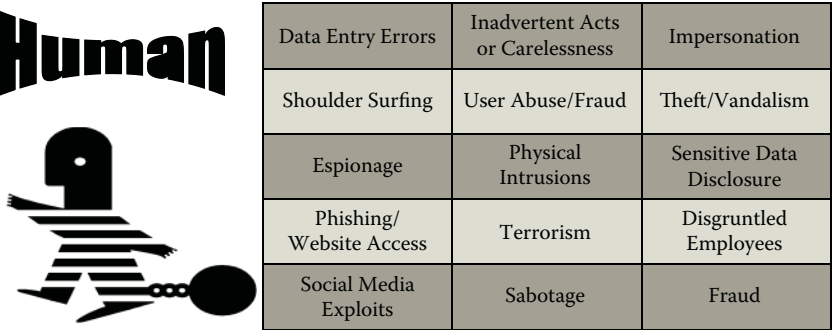 Human
Data Entry Errors
Inadvertent Acts
or Carelessness
Impersonation
Shoulder Surfing
User Abuse/Fraud
Theft/Vandalism
Espionage
Physical
Intrusions
Sensitive Data
Disclosure
Phishing/
Website Access
Terrorism
Disgruntled
Employees
Social Media
Exploits
Sabotage
Fraud